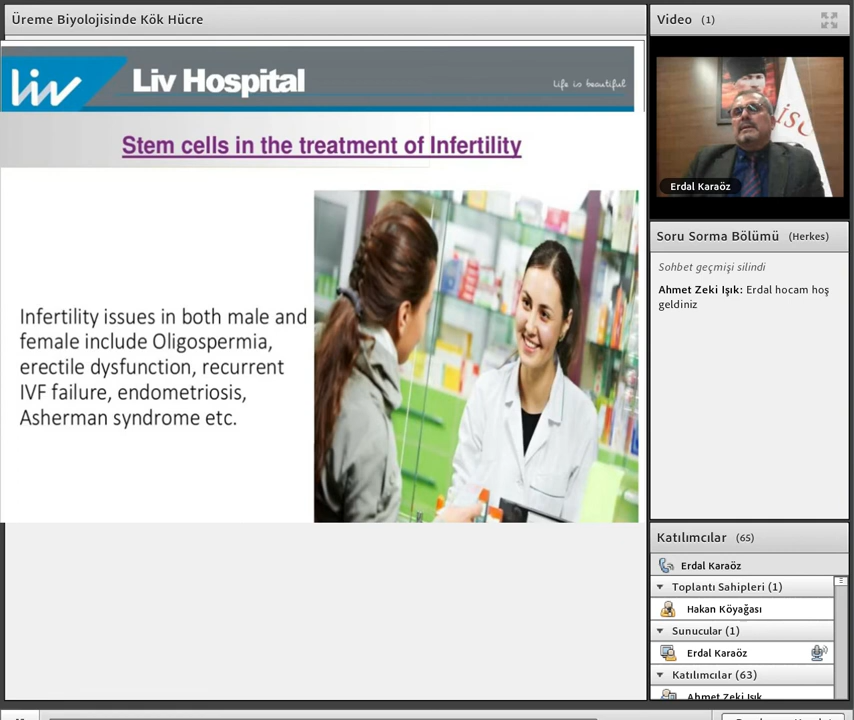 Üreme Biyolojisinde Kök Hücre
Liv
Liv Hospital
Life is beautiful
Stem cells in the treatment of Infertility
Infertility issues in both male and
female include Oligospermia,
erectile dysfunction, recurrent
IVF failure, endometriosis,
Asherman syndrome etc.
Video (1)
Erdal Karaöz
Soru Sorma Bölümü (Herkes)
Sohbet geçmişi silindi
Ahmet Zeki Işık: Erdal hocam hoş
geldiniz
Katılımcılar (65)
Erdal Karaöz
Toplantı Sahipleri (1)
Hakan Köyağası
Sunucular (1)
Erdal Karaöz
Katılımcılar (63)
Ahmet Zeki Işık